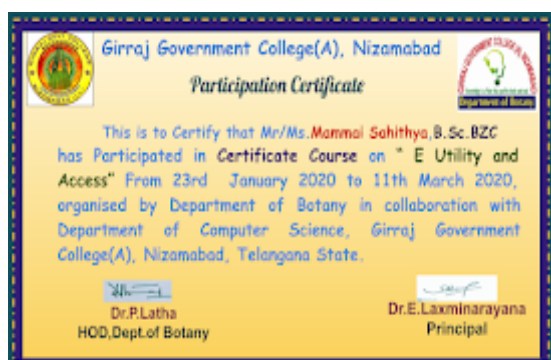 Girraj Government College(A), Nizamabad
Participation Certificate
This is to Certify that Mr/Ms.Mammai Sahithya,B.Sc.BZC
has Participated in Certificate Course on " E Utility and
Access" From 23rd January 2020 to 11th March 2020,
organised by Department of Botany in collaboration with
Department of Computer Science, Girraj Government
College(A), Nizamabad, Telangana State.
Dr.P.Latha
HOD,Dept.of Botany
Dr.E.Laxminarayana
Principal
Department of Botany